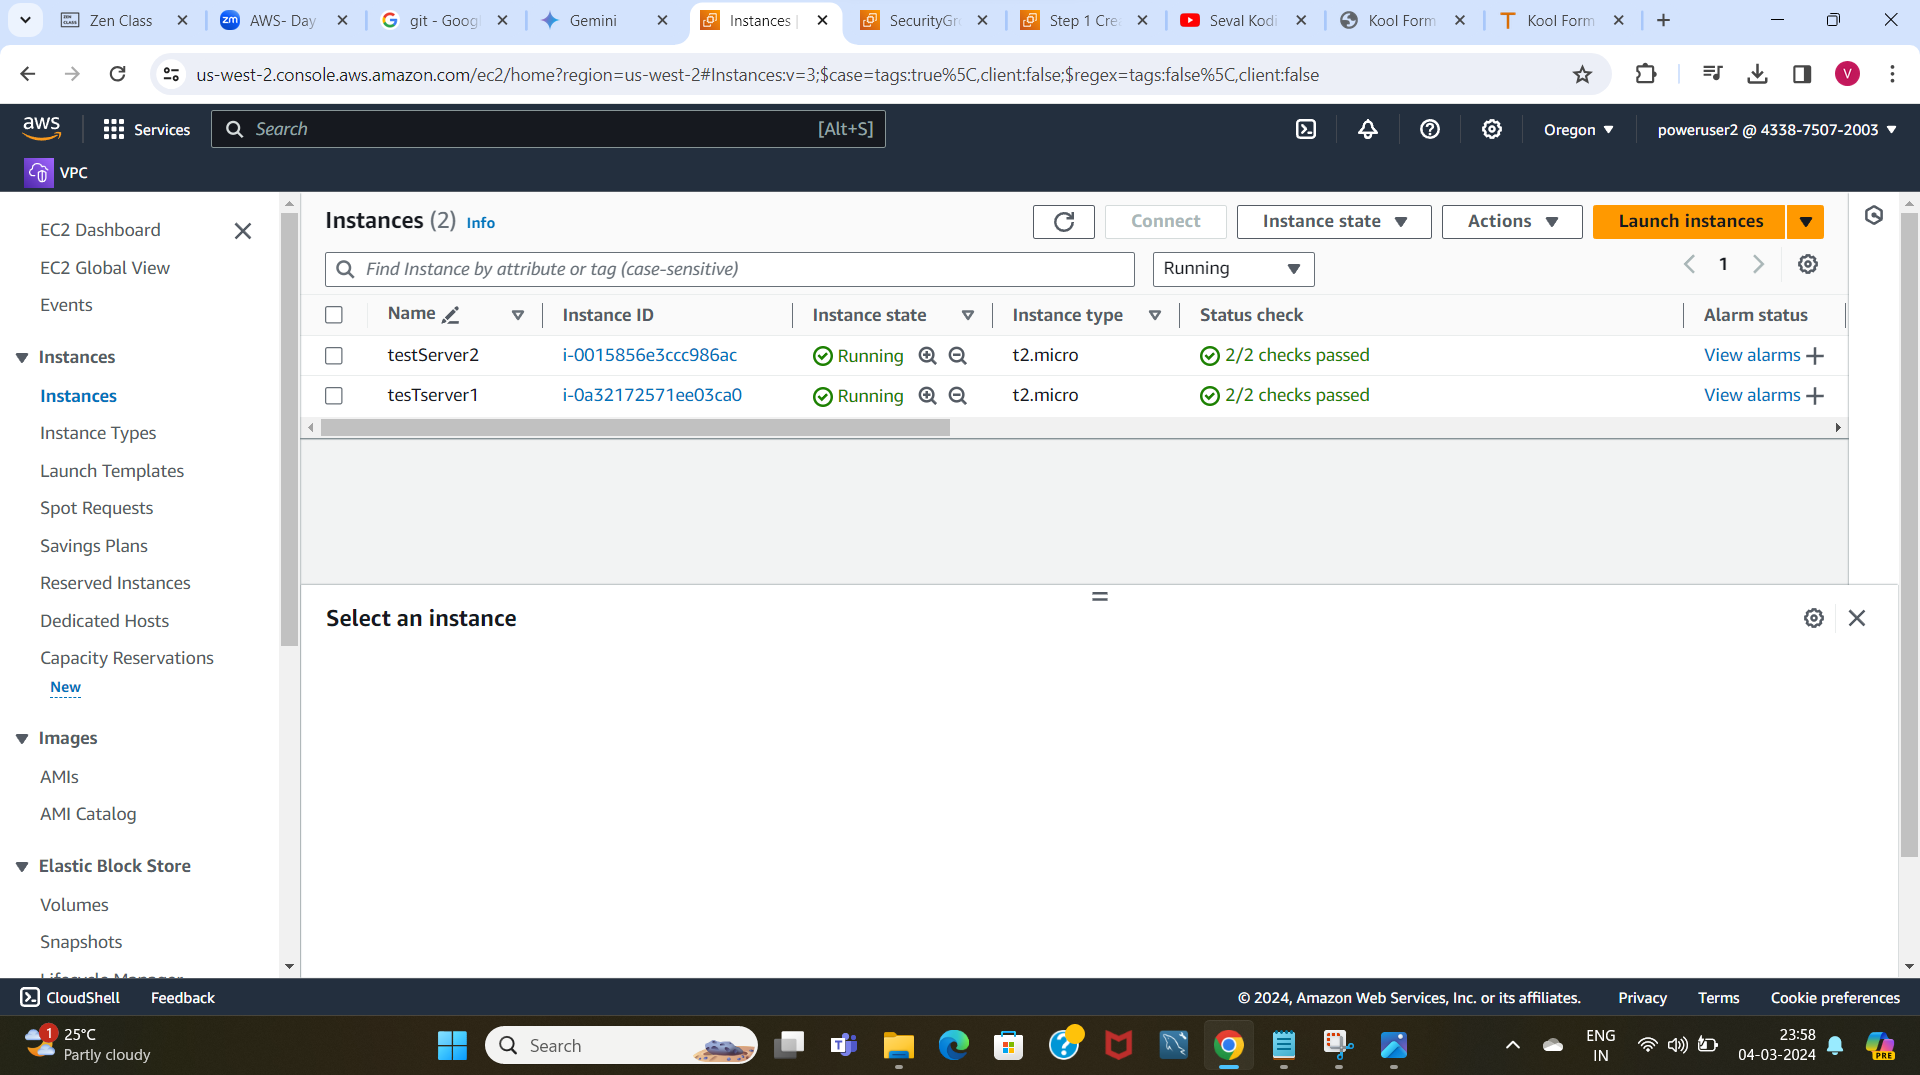 Zen Class
AWS- Day
git - Goog
Gemini
Instances |
SecurityGr
Step 1 Cre
Seval Kodi
Kool Form
Kool Form
us-west-2.console.aws.amazon.com/ec2/home?region=us-west-2#Instances:v=3;$case=tags:true%5C,client:false;$regex=tags:false%5C,client:false
V
aws
Services
Search
[Alt+S]
Oregon
poweruser2 @ 4338-7507-2003
VPC
EC2 Dashboard
EC2 Global View
Events
Instances
Instances
Instance Types
Launch Templates
Spot Requests
Savings Plans
Reserved Instances
Dedicated Hosts
Capacity Reservations
New
Images
AMIs
AMI Catalog
Elastic Block Store
Volumes
Snapshots
Lifecycle Manager
Instances (2) Info
Connect
Instance state
Actions
Launch instances
Find Instance by attribute or tag (case-sensitive)
Running
1
Name Instance ID Instance state Instance type Status check Alarm status
testServer2 i-0015856e3ccc986ac Running t2.micro 2/2 checks passed View alarms
tesTserver1 i-0a32172571ee03ca0 Running t2.micro 2/2 checks passed View alarms
Select an instance
CloudShell
Feedback
© 2024, Amazon Web Services, Inc. or its affiliates.
Privacy
Terms
Cookie preferences
1
25°C
Partly cloudy
Search
ENG
IN
23:58
04-03-2024
PRE